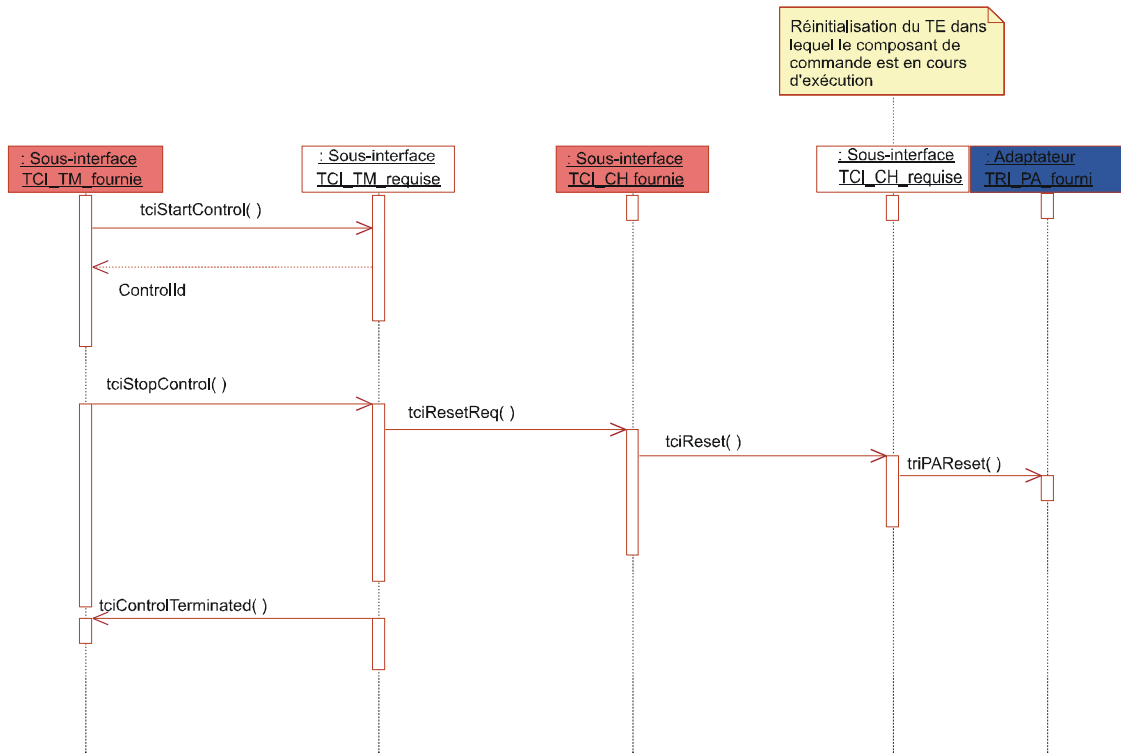 Réinitialisation du TE dans
lequel le composant de
commande est en cours
d'exécution
: Sous-interface
TCI_TM_fournie
: Sous-interface
TCI_TM_requise
: Sous-interface
TCI_CH fournie
: Sous-interface
TCI_CH_requise
: Adaptateur
TRI_PA_fourni
tciStartControl( )
ControlId
tciStopControl( )
tciResetReq( )
tciReset( )
triPAReset( )
tciControlTerminated( )